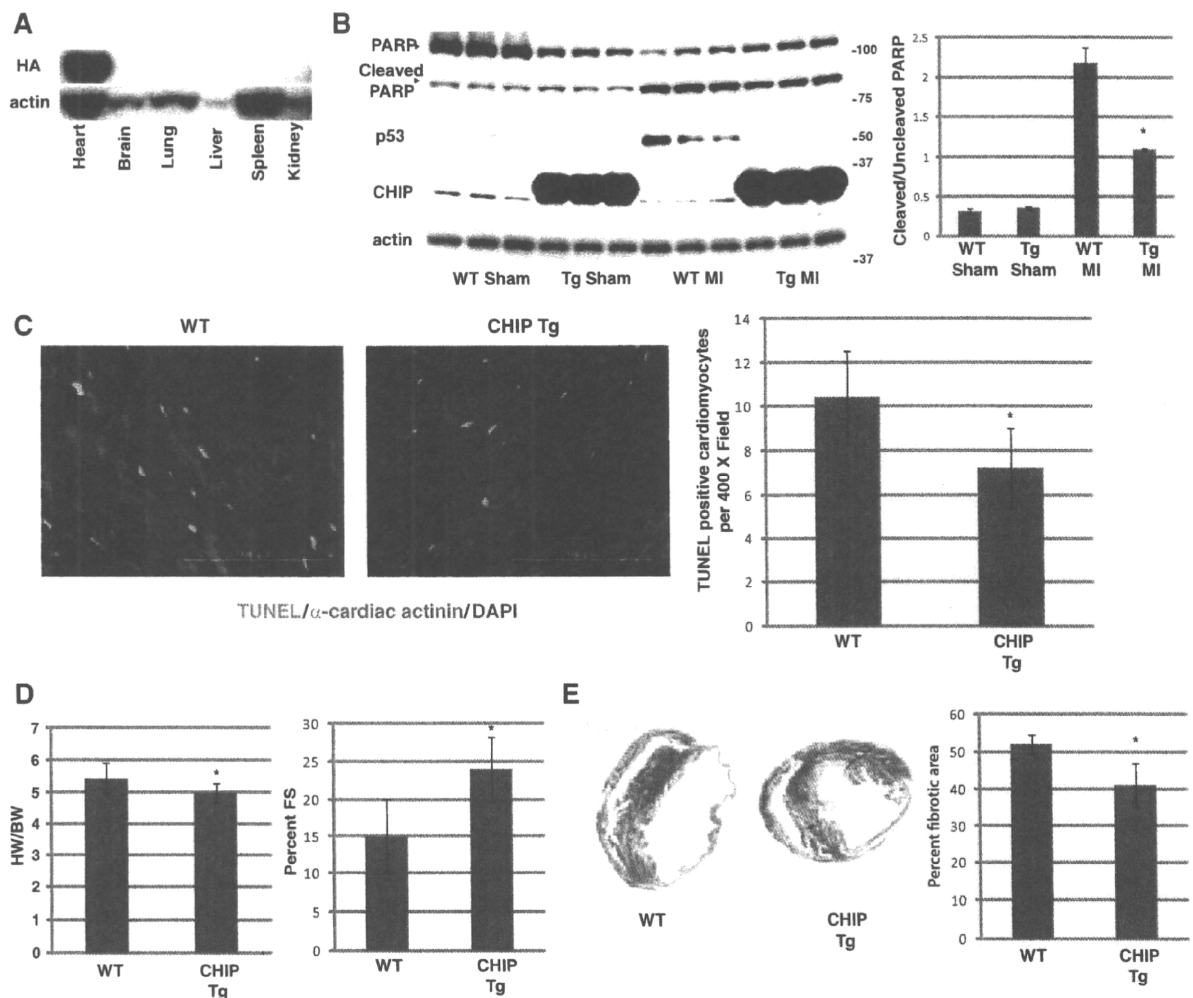 A
HA
actin
Heart
Brain
Lung
Liver
Spleen
Kidney
B
PARP
Cleaved
PARP
p53
CHIP
actin
-100
-75
-50
-37
-37
WT Sham
Tg Sham
WT MI
Tg MI
Cleaved/Uncleaved PARP
2.5
2
1.5
1
0.5
0
*
WT
Sham
Tg
Sham
WT
MI
Tg
MI
C
WT
CHIP Tg
TUNEL/α-cardiac actinin/DAPI
TUNEL positive cardiomyocytes
per 400 X Field
14
12
10
8
6
4
2
0
*
WT
CHIP
Tg
D
HW/BW
7
6
5
4
3
2
1
0
*
WT
CHIP
Tg
Percent FS
30
25
20
15
10
5
0
*
WT
CHIP
Tg
E
WT
CHIP
Tg
Percent fibrotic area
60
50
40
30
20
10
0
*
WT
CHIP
Tg